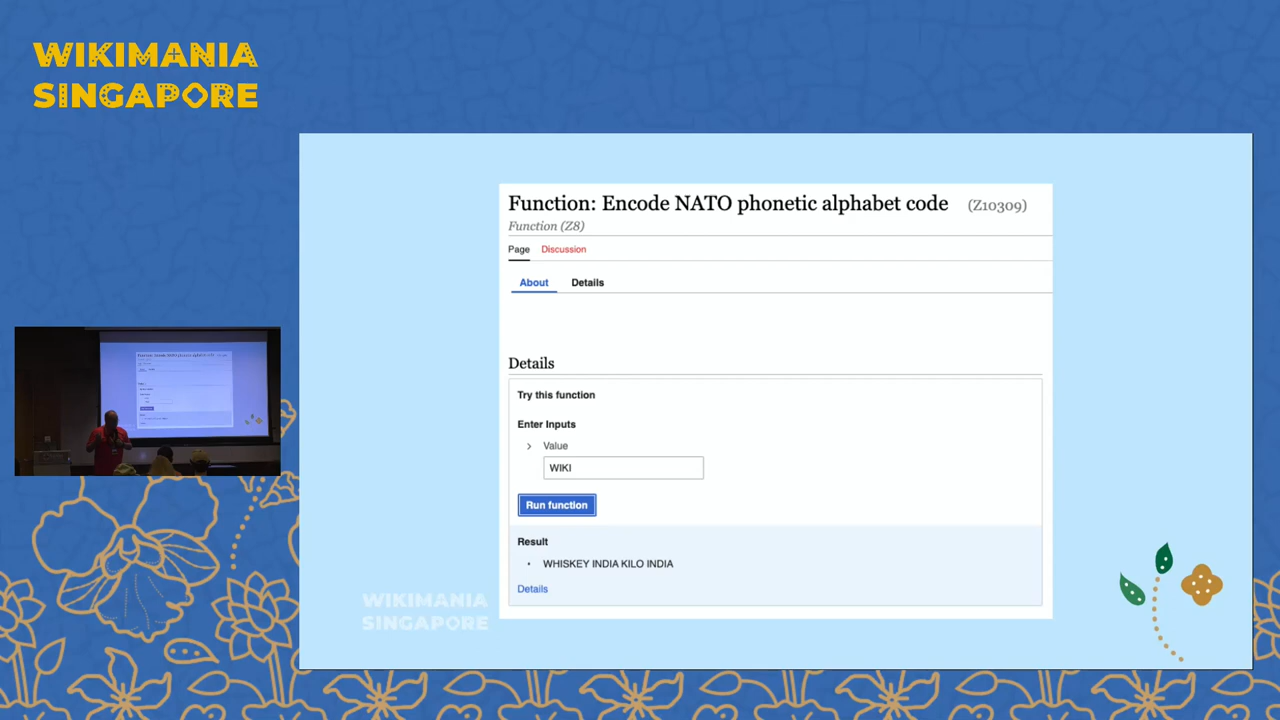 WIKIMANIA
SINGAPORE
Function: Encode NATO phonetic alphabet code (Z10309)
Function (Z8)
Page Discussion
About Details
Details
Try this function
Enter Inputs
Value
WIKI
Run function
Result
• WHISKEY INDIA KILO INDIA
Details
WIKIMANIA
SINGAPORE